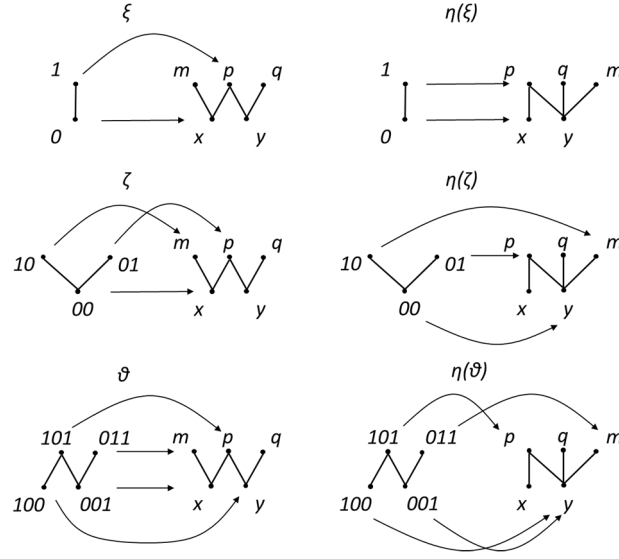 ξ η(ξ)
1 m p q 1 p q m
0 x y 0 x y
ζ η(ζ)
m p q p q m
10 01 10 01
00 x y 00 x y
ϑ η(ϑ)
101 011 m p q 101 011 p q m
100 001 x y 100 001 x y